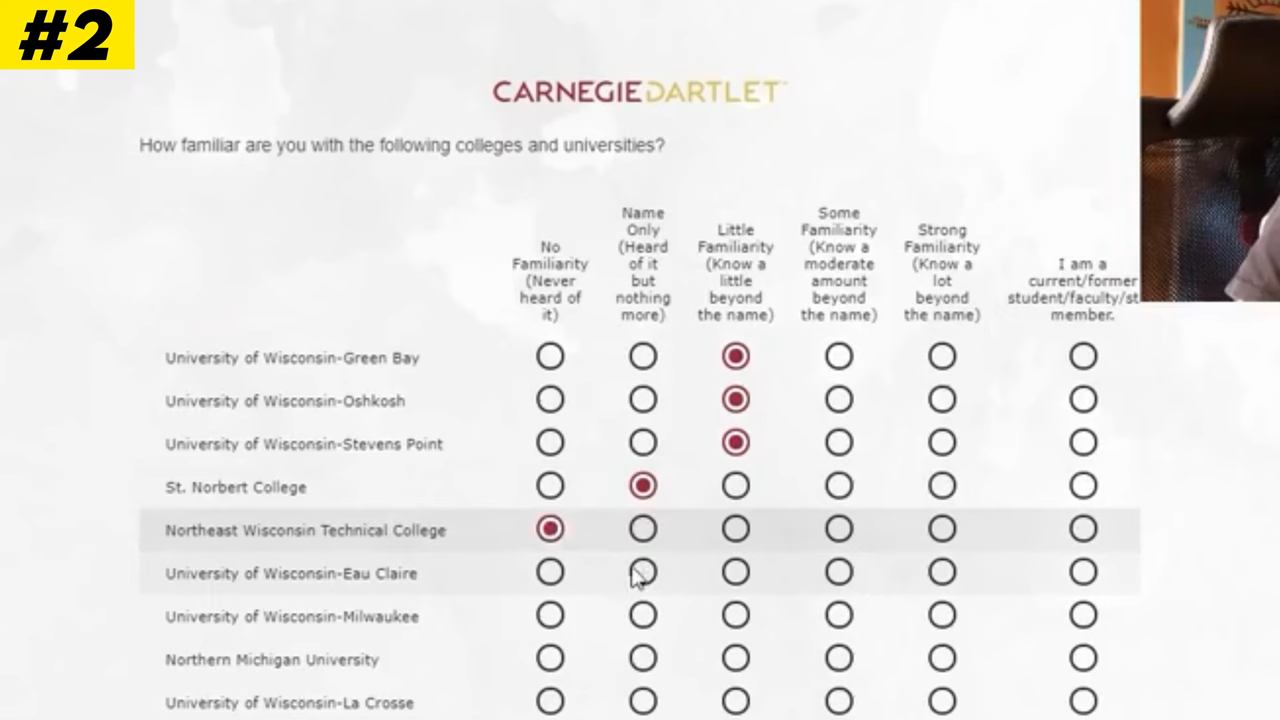 #2
CARNEGIEDARTLET
How familiar are you with the following colleges and universities?
No Familiarity (Never heard of it)
Name Only (Heard of it but nothing more)
Little Familiarity (Know a little beyond the name)
Some Familiarity (Know a moderate amount beyond the name)
Strong Familiarity (Know a lot beyond the name)
I am a current/former student/faculty/st member.
University of Wisconsin-Green Bay
University of Wisconsin-Oshkosh
University of Wisconsin-Stevens Point
St. Norbert College
Northeast Wisconsin Technical College
University of Wisconsin-Eau Claire
University of Wisconsin-Milwaukee
Northern Michigan University
University of Wisconsin-La Crosse